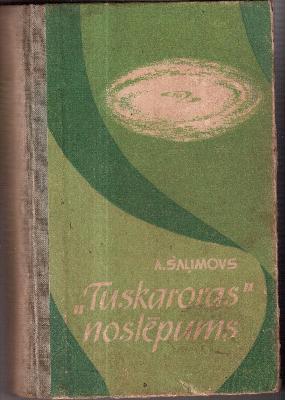 A. ŠALIMOVS
„Tuskaroras"
noslēpums